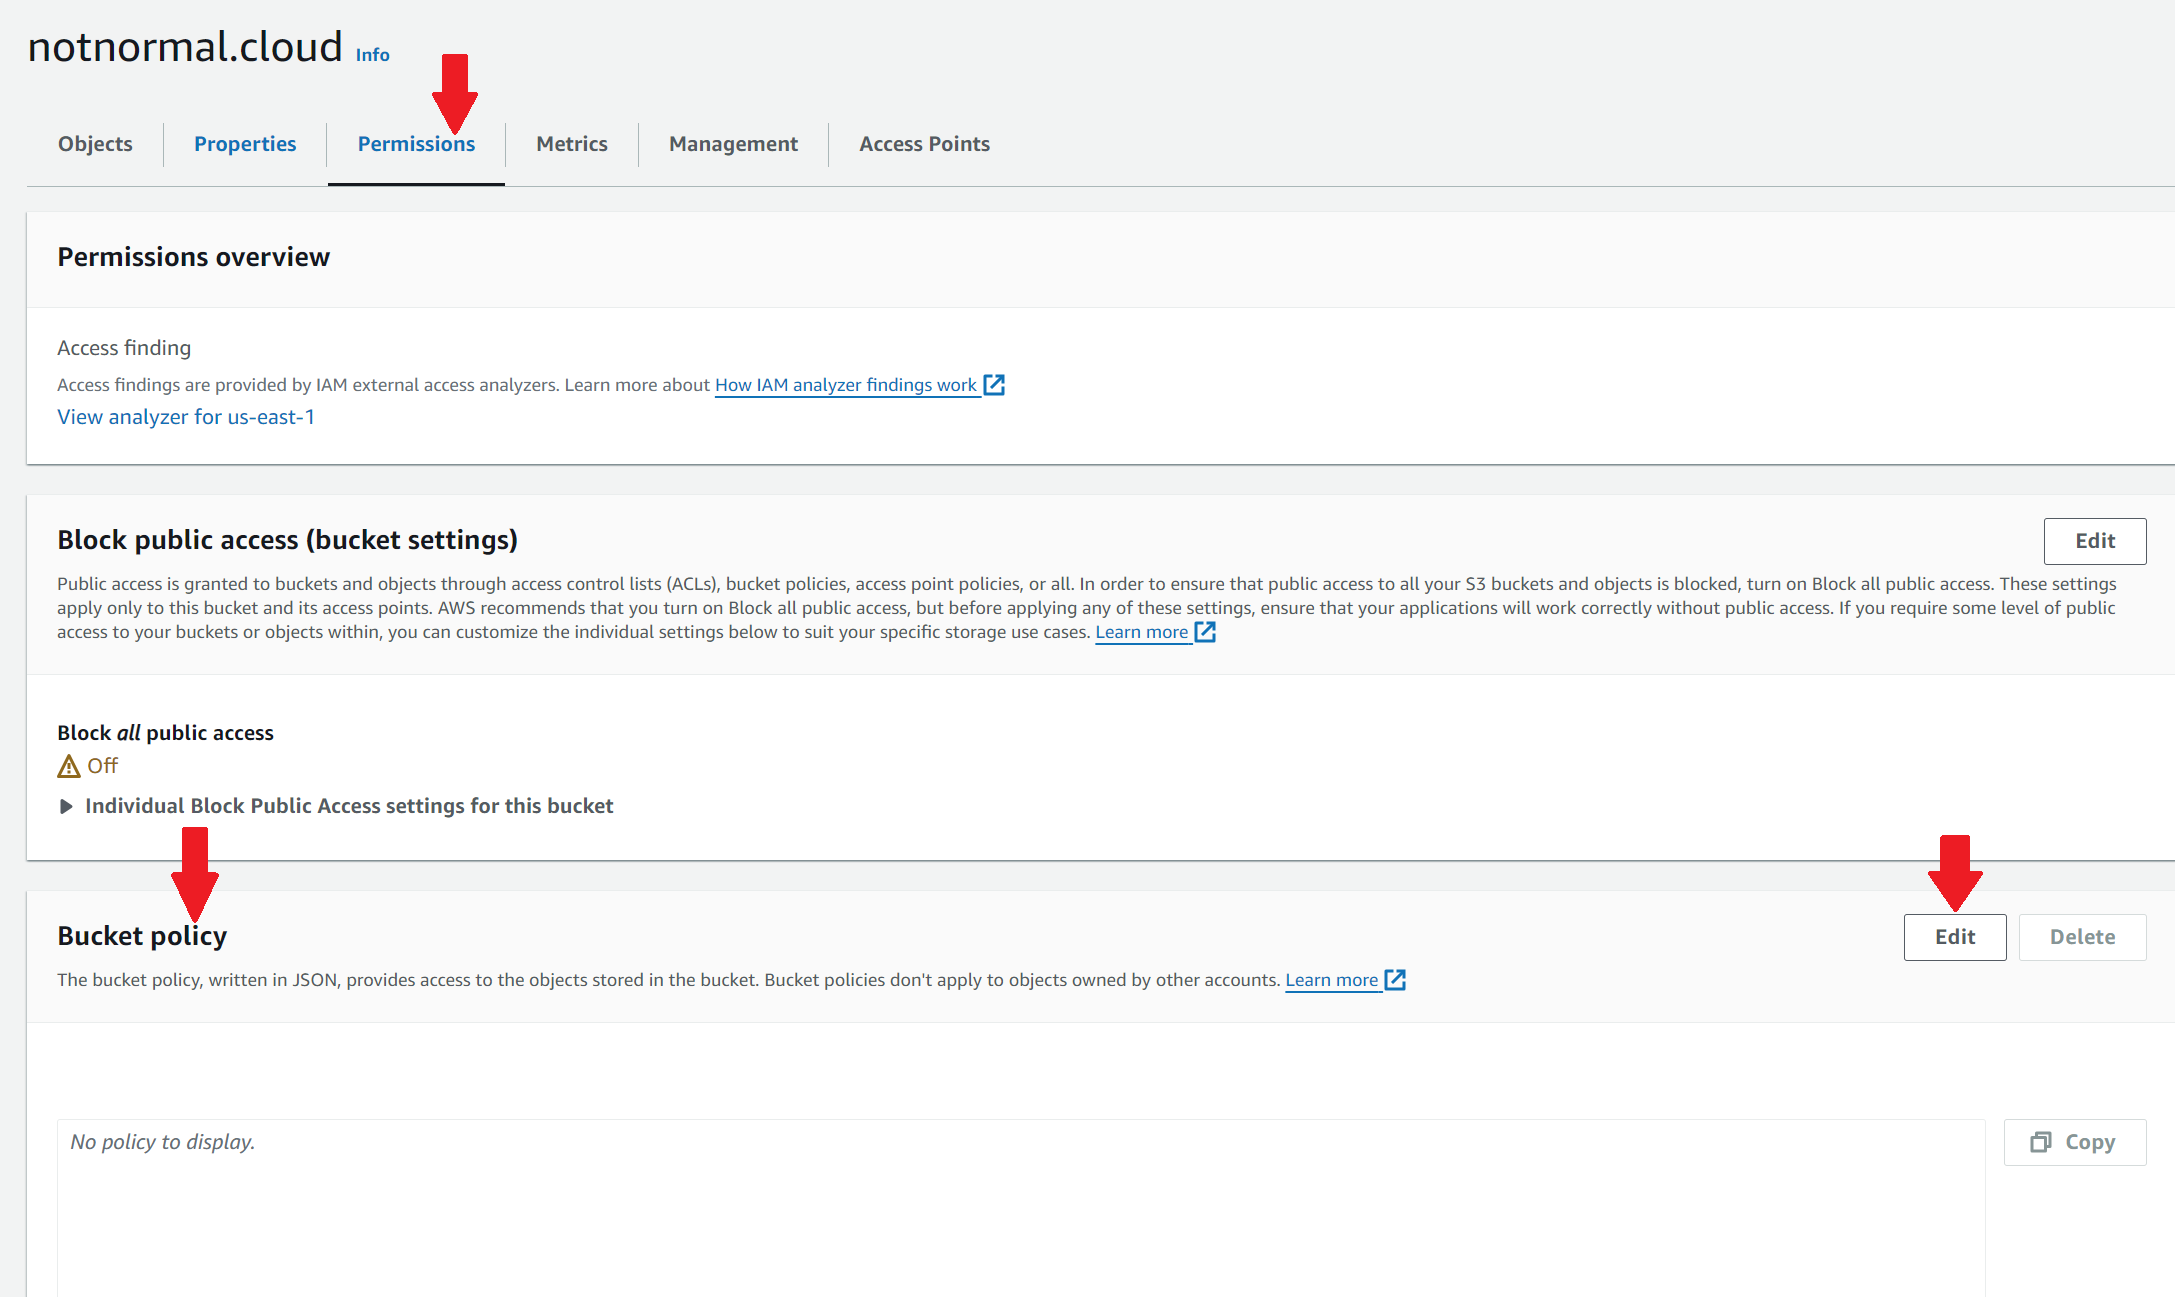 notnormal.cloud Info
Objects Properties Permissions Metrics Management Access Points
Permissions overview
Access finding
Access findings are provided by IAM external access analyzers. Learn more about How IAM analyzer findings work
View analyzer for us-east-1
Block public access (bucket settings)
Edit
Public access is granted to buckets and objects through access control lists (ACLs), bucket policies, access point policies, or all. In order to ensure that public access to all your S3 buckets and objects is blocked, turn on Block all public access. These settings
apply only to this bucket and its access points. AWS recommends that you turn on Block all public access, but before applying any of these settings, ensure that your applications will work correctly without public access. If you require some level of public
access to your buckets or objects within, you can customize the individual settings below to suit your specific storage use cases. Learn more
Block all public access
Off
Individual Block Public Access settings for this bucket
Bucket policy
Edit Delete
The bucket policy, written in JSON, provides access to the objects stored in the bucket. Bucket policies don't apply to objects owned by other accounts. Learn more
No policy to display.
Copy